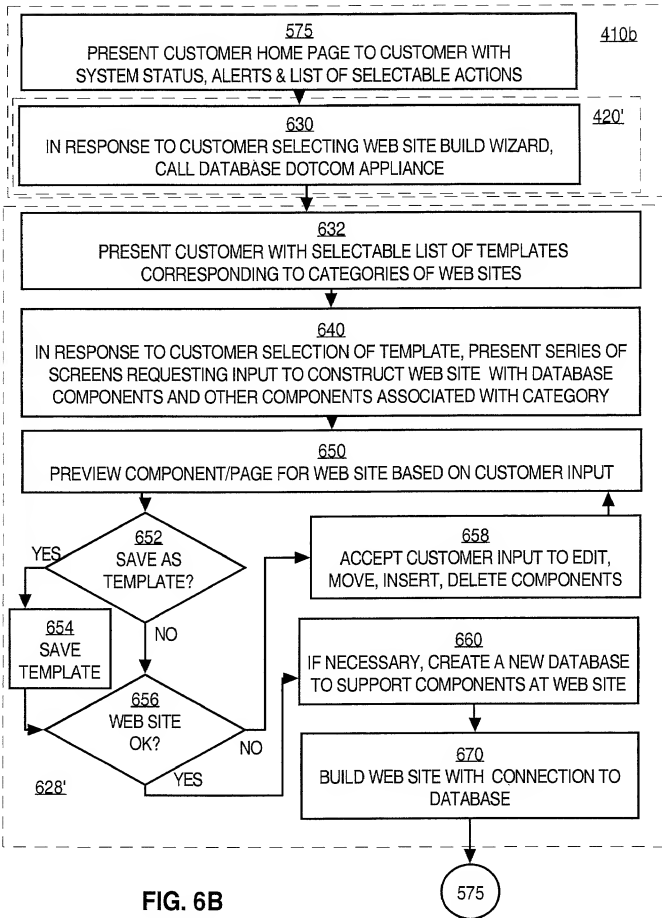 575
PRESENT CUSTOMER HOME PAGE TO CUSTOMER WITH
SYSTEM STATUS, ALERTS & LIST OF SELECTABLE ACTIONS
410b
420'
630
IN RESPONSE TO CUSTOMER SELECTING WEB SITE BUILD WIZARD,
CALL DATABASE DOTCOM APPLIANCE
632
PRESENT CUSTOMER WITH SELECTABLE LIST OF TEMPLATES
CORRESPONDING TO CATEGORIES OF WEB SITES
640
IN RESPONSE TO CUSTOMER SELECTION OF TEMPLATE, PRESENT SERIES OF
SCREENS REQUESTING INPUT TO CONSTRUCT WEB SITE WITH DATABASE
COMPONENTS AND OTHER COMPONENTS ASSOCIATED WITH CATEGORY
650
PREVIEW COMPONENT/PAGE FOR WEB SITE BASED ON CUSTOMER INPUT
652
SAVE AS
TEMPLATE?
YES
NO
654
SAVE
TEMPLATE
656
WEB SITE
OK?
NO
YES
658
ACCEPT CUSTOMER INPUT TO EDIT,
MOVE, INSERT, DELETE COMPONENTS
660
IF NECESSARY, CREATE A NEW DATABASE
TO SUPPORT COMPONENTS AT WEB SITE
670
BUILD WEB SITE WITH CONNECTION TO
DATABASE
628'
575
FIG. 6B